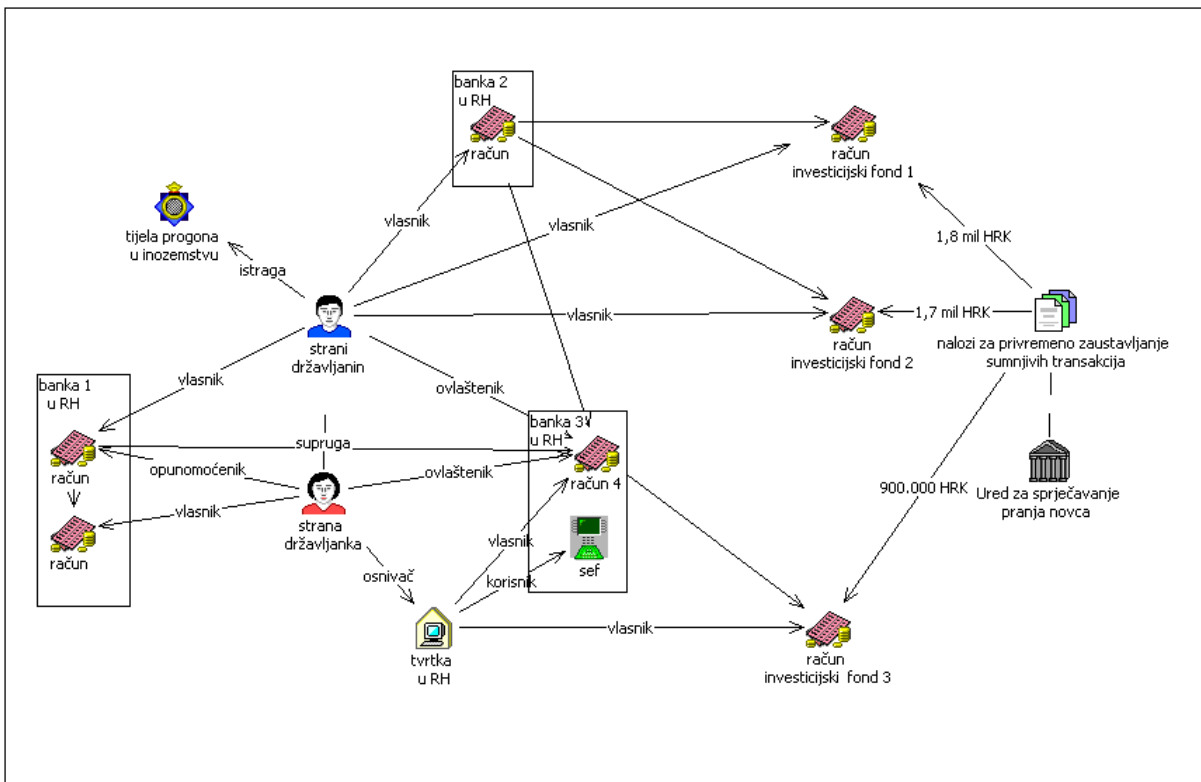 banka 2
u RH
račun
račun
investicijski fond 1
vlasnik
vlasnik
tijela progona
u inozemstvu
istraga
1,8 mil HRK
strani
državljanin
vlasnik
račun
investicijski fond 2
1,7 mil HRK
nalozi za privremeno zaustavljanje
sumnjivih transakcija
vlasnik
ovlaštenik
banka 1
u RH
račun
supruga
banka 3
u RH
račun 4
opunomoćenik
ovlaštenik
900.000 HRK
Ured za sprječavanje
pranja novca
vlasnik
račun
strana
državljanka
vlasnik
sef
osnivač
korisnik
tvrtka
u RH
vlasnik
račun
investicijski fond 3